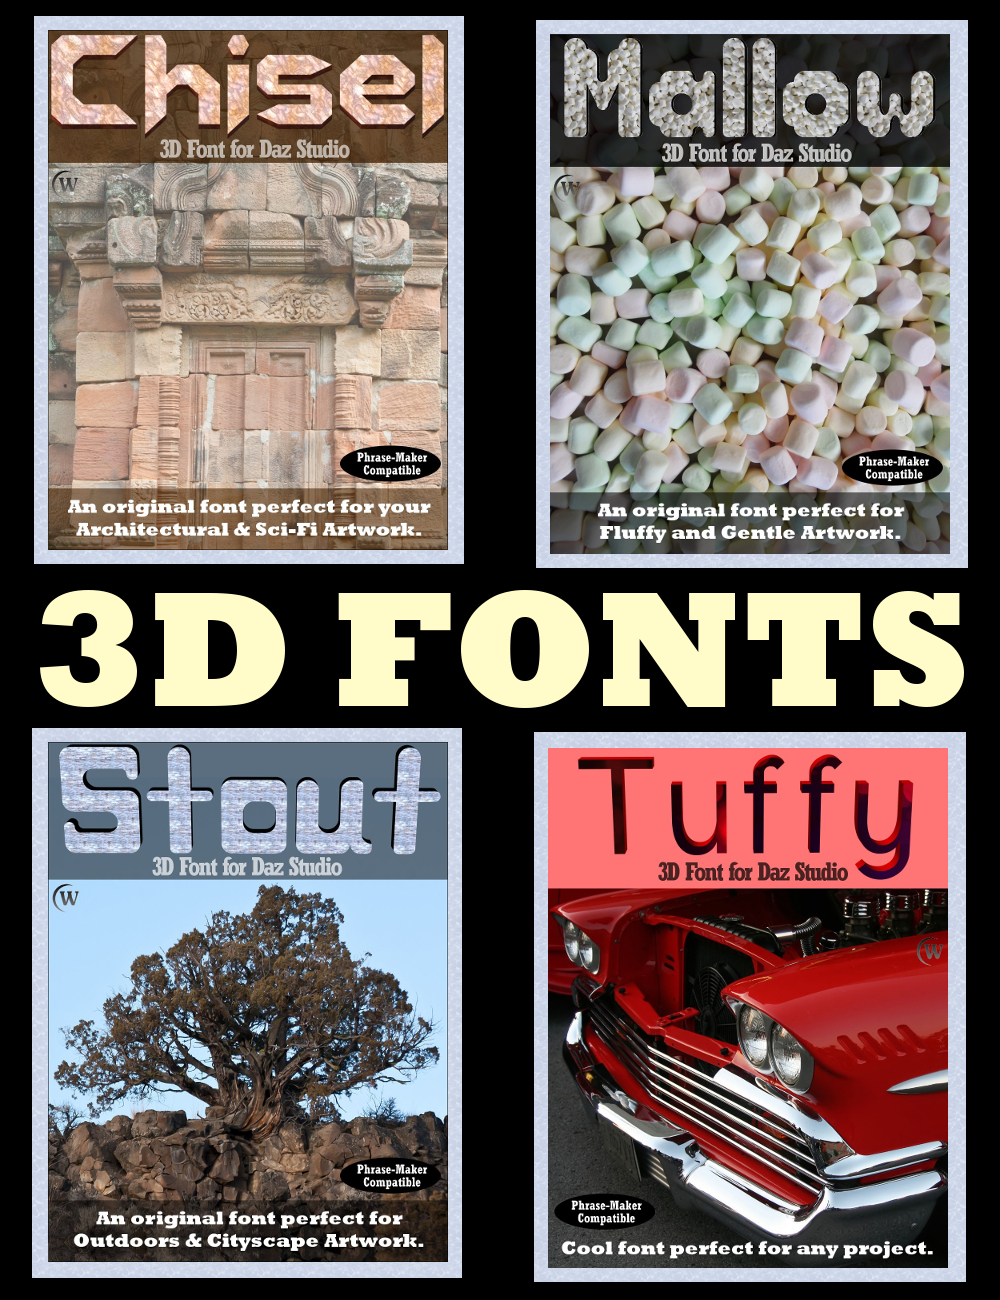 Chisel
3D Font for Daz Studio
W
Phrase-Maker
Compatible
An original font perfect for your
Architectural & Sci-Fi Artwork.
Mallow
3D Font for Daz Studio
W
Phrase-Maker
Compatible
An original font perfect for
Fluffy and Gentle Artwork.
3D FONTS
Stout
3D Font for Daz Studio
W
Phrase-Maker
Compatible
An original font perfect for
Outdoors & Cityscape Artwork.
Tuffy
3D Font for Daz Studio
W
Phrase-Maker
Compatible
Cool font perfect for any project.